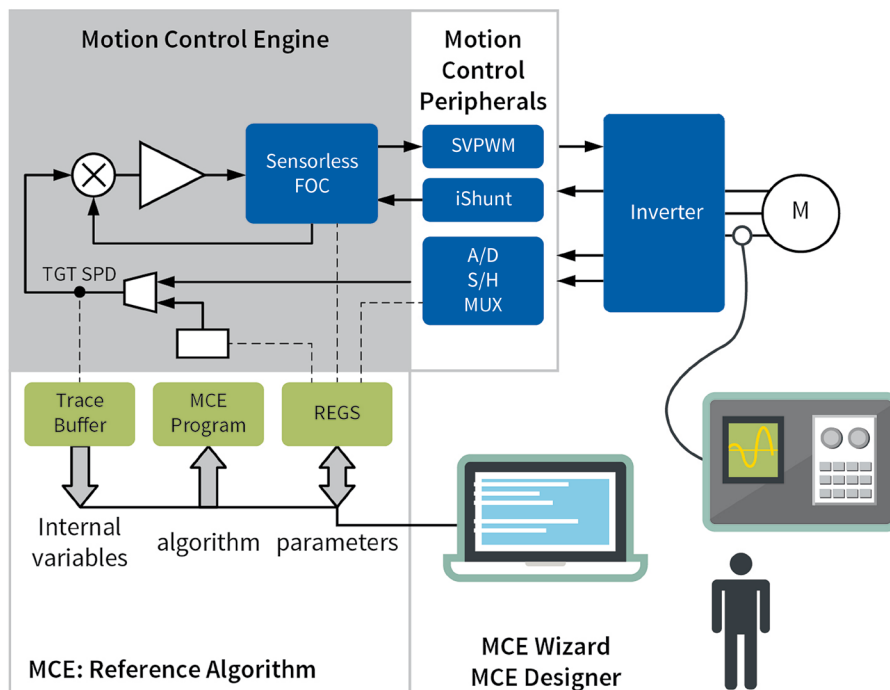 Motion Control Engine
Motion
Control
Peripherals
Sensorless
FOC
SVPWM
iShunt
A/D
S/H
MUX
Inverter
M
TGT SPD
Trace
Buffer
MCE
Program
REGS
Internal
variables
algorithm
parameters
MCE: Reference Algorithm
MCE Wizard
MCE Designer